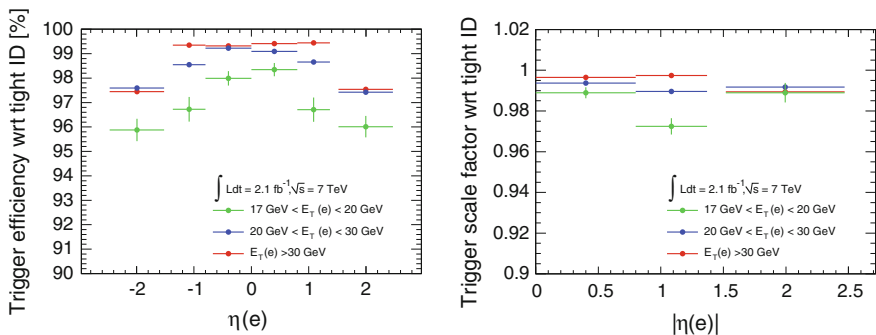 Trigger efficiency wrt tight ID [%]
100
99
98
97
96
95
94
93
92
91
90
∫ Ldt = 2.1 fb⁻¹,√s = 7 TeV
17 GeV < E_T (e) < 20 GeV
20 GeV < E_T (e) < 30 GeV
E_T(e) >30 GeV
-2 -1 0 1 2
η(e)
Trigger scale factor wrt tight ID
1.02
1
0.98
0.96
0.94
0.92
0.9
∫ Ldt = 2.1 fb⁻¹,√s = 7 TeV
17 GeV < E_T (e) < 20 GeV
20 GeV < E_T (e) < 30 GeV
E_T(e) >30 GeV
0 0.5 1 1.5 2 2.5
|η(e)|